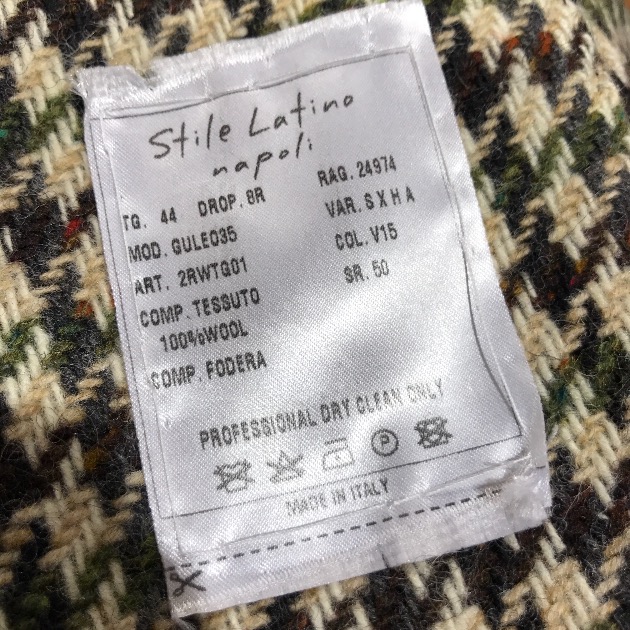 Stile Latino
napoli
TG. 44 DROP. 8R RAG. 24974
MOD. GULE035 VAR. S X H A
ART. 2RWTG01 COL. V15
COMP. TESSUTO SR. 50
100%WOOL
COMP. FODERA
PROFESSIONAL DRY CLEAN ONLY
P
MADE IN ITALY